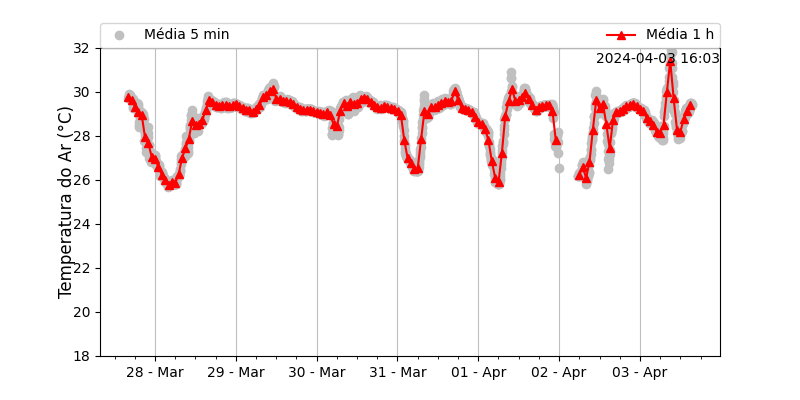 Média 5 min
Média 1 h
2024-04-03 16:03
Temperatura do Ar (°C)
32
30
28
26
24
22
20
18
28 - Mar
29 - Mar
30 - Mar
31 - Mar
01 - Apr
02 - Apr
03 - Apr